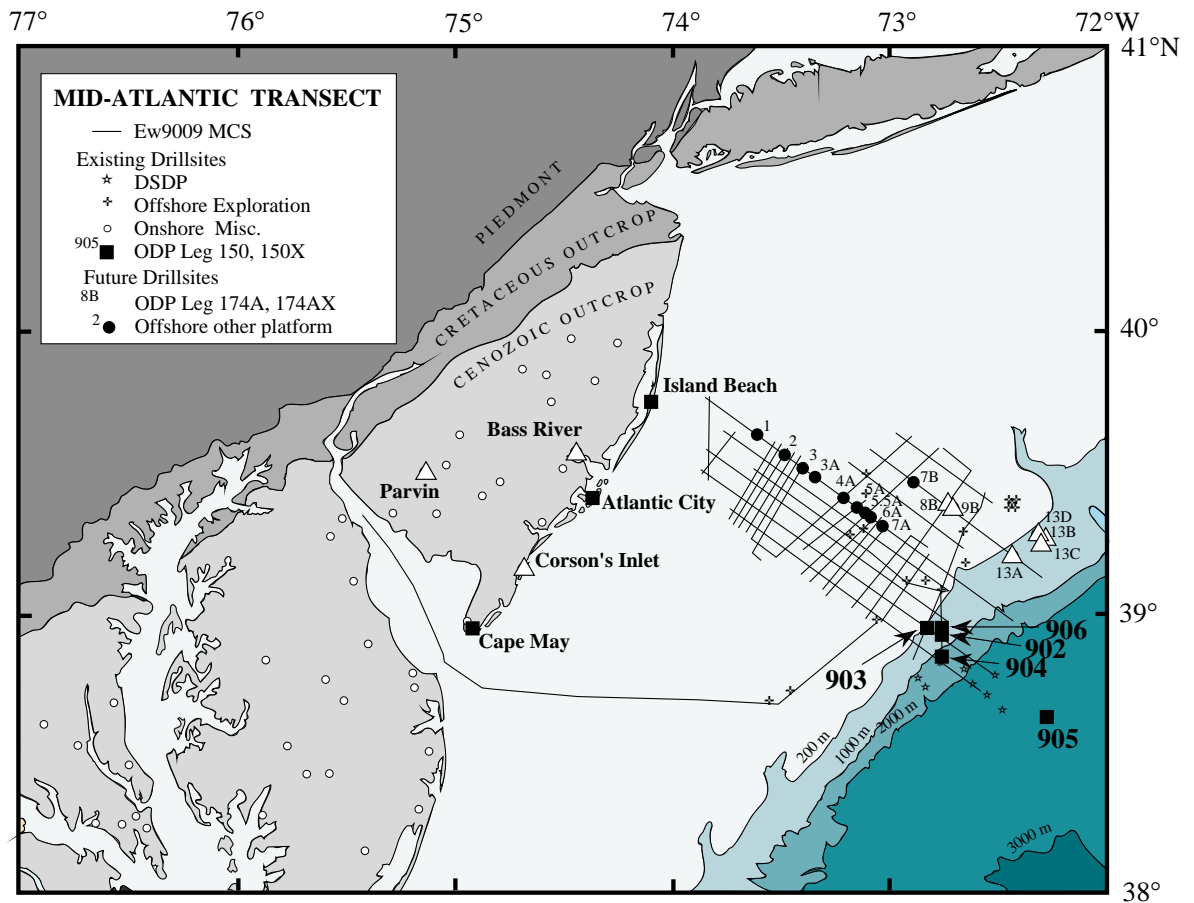 77°
76°
75°
74°
73°
72°W
41°N
MID-ATLANTIC TRANSECT
Ew9009 MCS
Existing Drillsites
DSDP
Offshore Exploration
Onshore Misc.
905
ODP Leg 150, 150X
Future Drillsites
8B
ODP Leg 174A, 174AX
2
Offshore other platform
PIEDMONT
CRETACEOUS OUTCROP
CENOZOIC OUTCROP
40°
Island Beach
Bass River
Parvin
Atlantic City
Corson's Inlet
Cape May
1
2
3
3A
4A
5A
5
5A
6A
7A
7B
8B
9B
13D
13B
13C
13A
39°
906
902
904
903
905
200 m
1000 m
2000 m
3000 m
38°